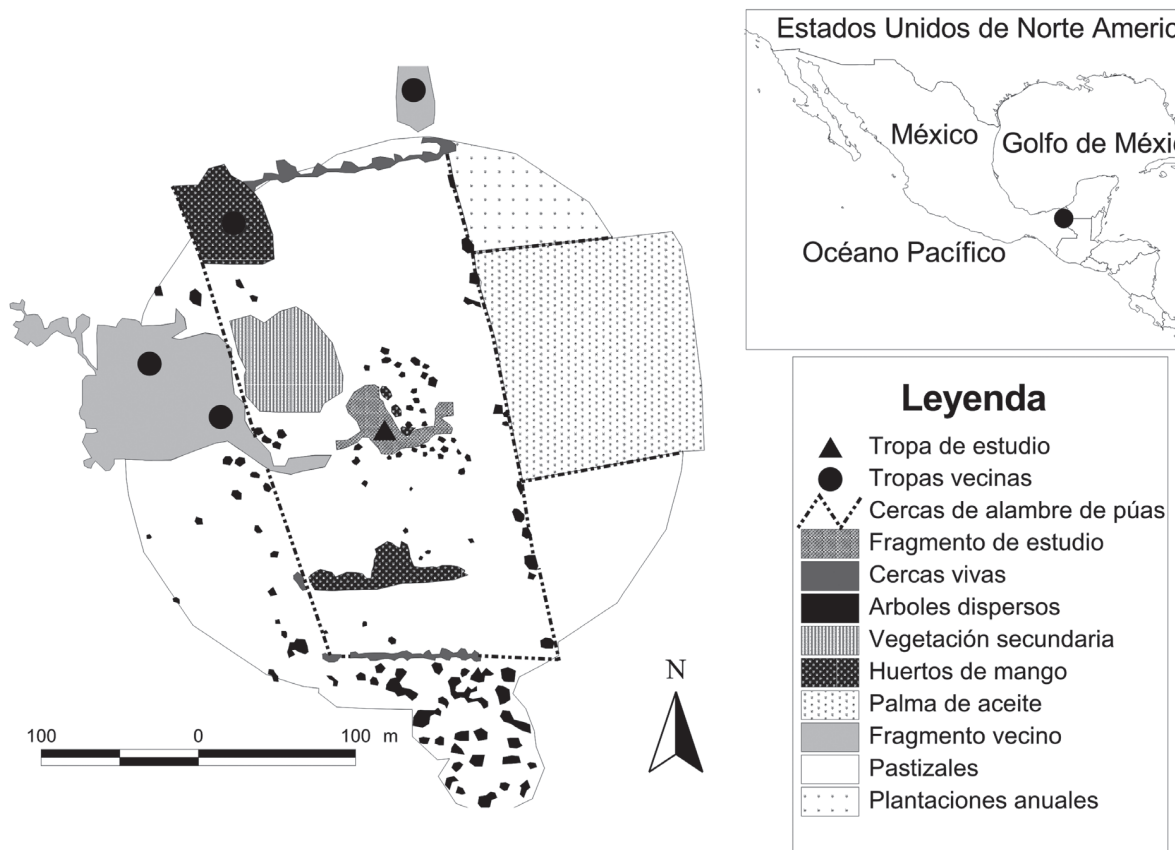 Estados Unidos de Norte Americ
México
Golfo de Méxic
Océano Pacífico
Leyenda
Tropa de estudio
Tropas vecinas
Cercas de alambre de púas
Fragmento de estudio
Cercas vivas
Arboles dispersos
Vegetación secundaria
Huertos de mango
Palma de aceite
Fragmento vecino
Pastizales
Plantaciones anuales
N
100 0 100 m